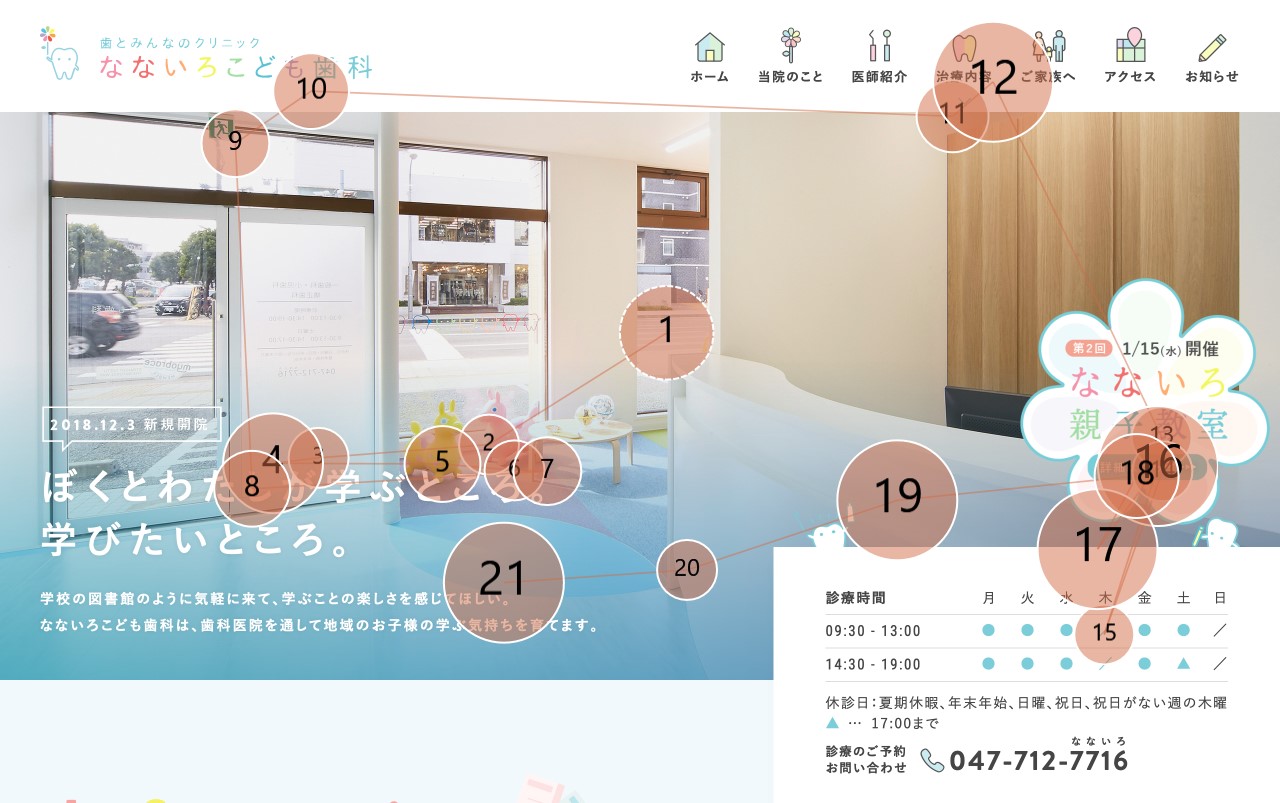 歯とみんなのクリニック
なないろこども歯科
ホーム
当院のこと
医師紹介
治療内容
ご家族へ
アクセス
お知らせ
第2回
1/15(水)開催
なないろ
親子教室
2018.12.3 新規開院
学ぶところ。
学びたいところ。
学校の図書館のように気軽に来て、学ぶことの楽しさを感じてほしい。
なないろこども歯科は、歯科医院を通して地域のお子様の学ぶ気持ちを育てます。
診療時間 月 火 水 木 金 土 日
09:30 - 13:00 ● ● ● ● ● ／
14:30 - 19:00 ● ● ● ／ ● ▲ ／
休診日：夏期休暇、年末年始、日曜、祝日、祝日がない週の木曜
▲ … 17:00まで
なないろ
診療のご予約
お問い合わせ
047-712-7716
1
2
3
4
5
6
7
8
9
10
11
12
13
15
16
17
18
19
20
21